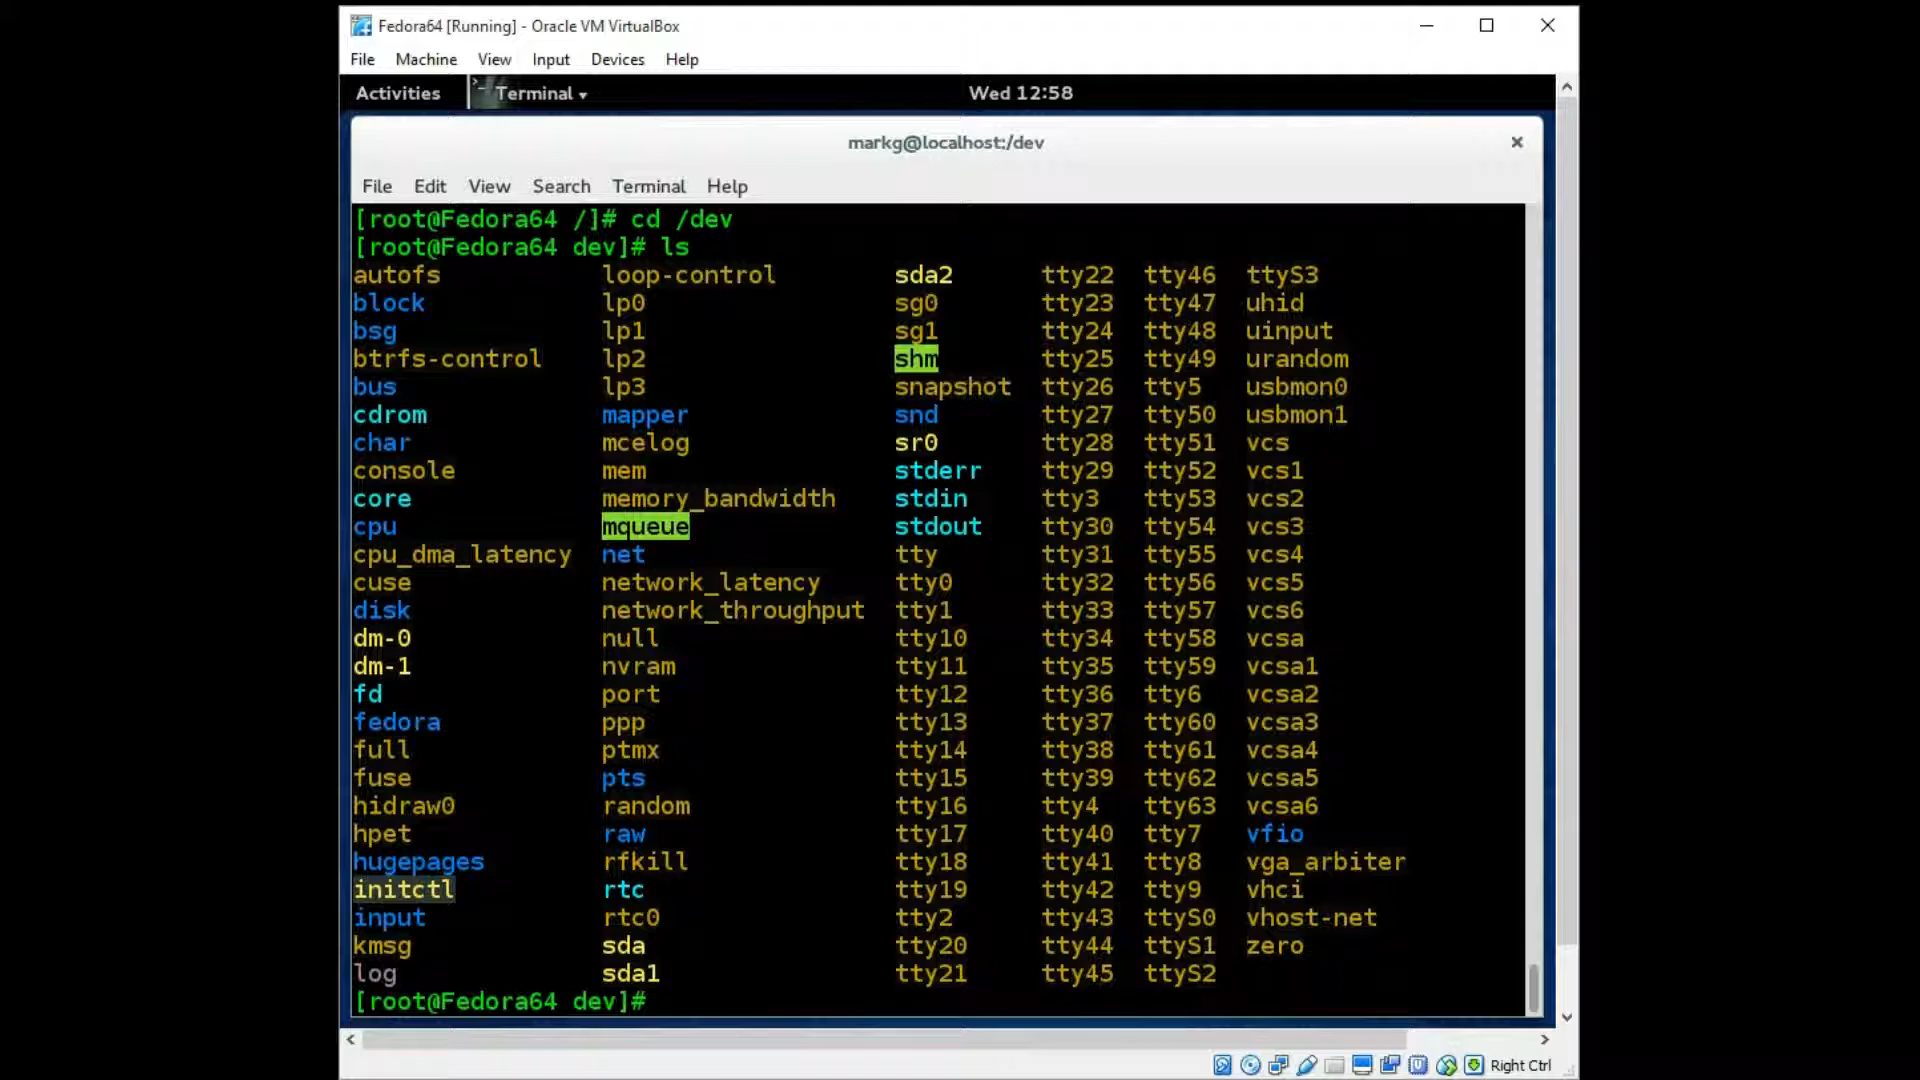 Fedora64 [Running] - Oracle VM VirtualBox
File Machine View Input Devices Help
Activities Terminal Wed 12:58
markg@localhost:/dev
File Edit View Search Terminal Help
[root@Fedora64 /]# cd /dev
[root@Fedora64 dev]# ls
autofs loop-control sda2 tty22 tty46 ttyS3
block lp0 sg0 tty23 tty47 uhid
bsg lp1 sg1 tty24 tty48 uinput
btrfs-control lp2 shm tty25 tty49 urandom
bus lp3 snapshot tty26 tty5 usbmon0
cdrom mapper snd tty27 tty50 usbmon1
char mcelog sr0 tty28 tty51 vcs
console mem stderr tty29 tty52 vcs1
core memory_bandwidth stdin tty3 tty53 vcs2
cpu mqueue stdout tty30 tty54 vcs3
cpu_dma_latency net tty tty31 tty55 vcs4
cuse network_latency tty0 tty32 tty56 vcs5
disk network_throughput tty1 tty33 tty57 vcs6
dm-0 null tty10 tty34 tty58 vcsa
dm-1 nvram tty11 tty35 tty59 vcsa1
fd port tty12 tty36 tty6 vcsa2
fedora ppp tty13 tty37 tty60 vcsa3
full ptmx tty14 tty38 tty61 vcsa4
fuse pts tty15 tty39 tty62 vcsa5
hidraw0 random tty16 tty4 tty63 vcsa6
hpet raw tty17 tty40 tty7 vfio
hugepages rfkill tty18 tty41 tty8 vga_arbiter
initctl rtc tty19 tty42 tty9 vhci
input rtc0 tty2 tty43 ttyS0 vhost-net
kmsg sda tty20 tty44 ttyS1 zero
log sda1 tty21 tty45 ttyS2
[root@Fedora64 dev]#
Right Ctrl